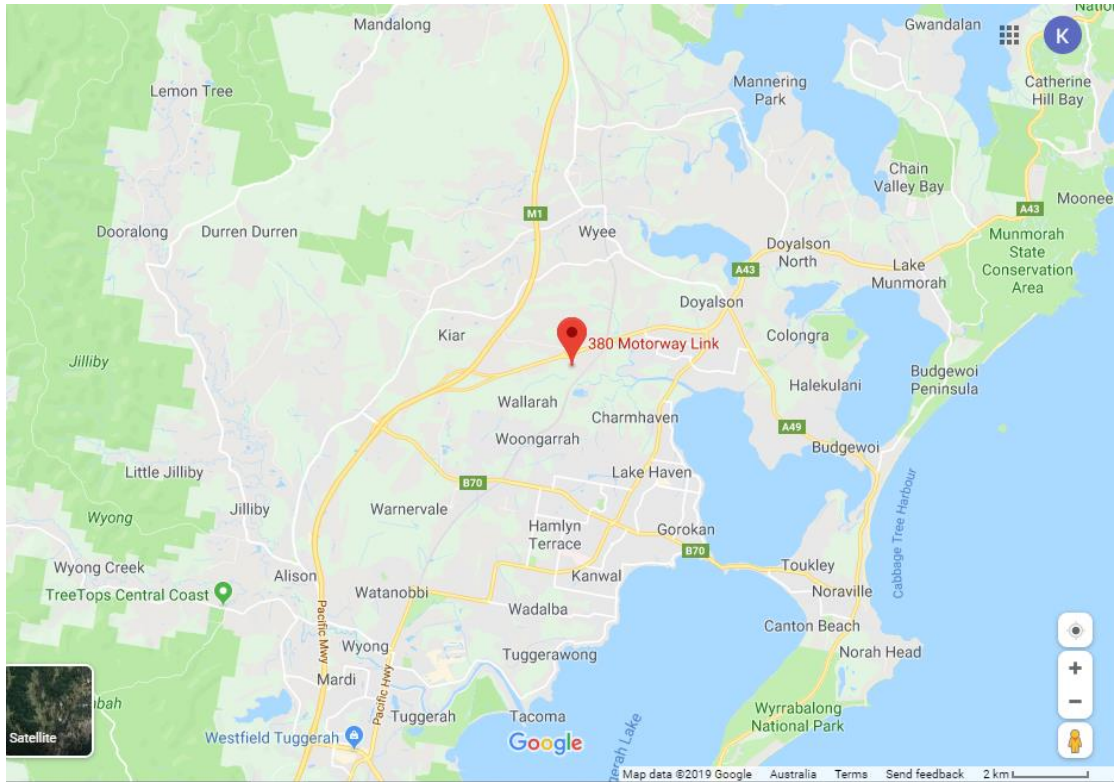 Mandalong
Gwandalan
K
Lemon Tree
Mannering
Park
Catherine
Hill Bay
Chain
Valley Bay
Moonee
A43
M1
Dooralong
Durren Durren
Wyee
Doyalson
North
Munmorah
State
Conservation
Area
A43
Lake
Munmorah
Doyalson
Kiar
380 Motorway Link
Colongra
Jilliby
Halekulani
Budgewoi
Peninsula
Wallarah
Charmhaven
Woongarrah
A49
Budgewoi
Little Jilliby
Lake Haven
B70
Jilliby
Warnervale
Wyong
Hamlyn
Terrace
Gorokan
Cabbage Tree Harbour
B70
Wyong Creek
Alison
Kanwal
Toukley
TreeTops Central Coast
Watanobbi
Noraville
Wadalba
Pacific Mwy
Canton Beach
Wyong
Tuggerawong
Norah Head
Mardi
Pacific Hwy
Wyrrabalong
National Park
Tuggerah
Tacoma
Satellite
Westfield Tuggerah
Google
Map data ©2019 Google Australia Terms Send feedback 2 km